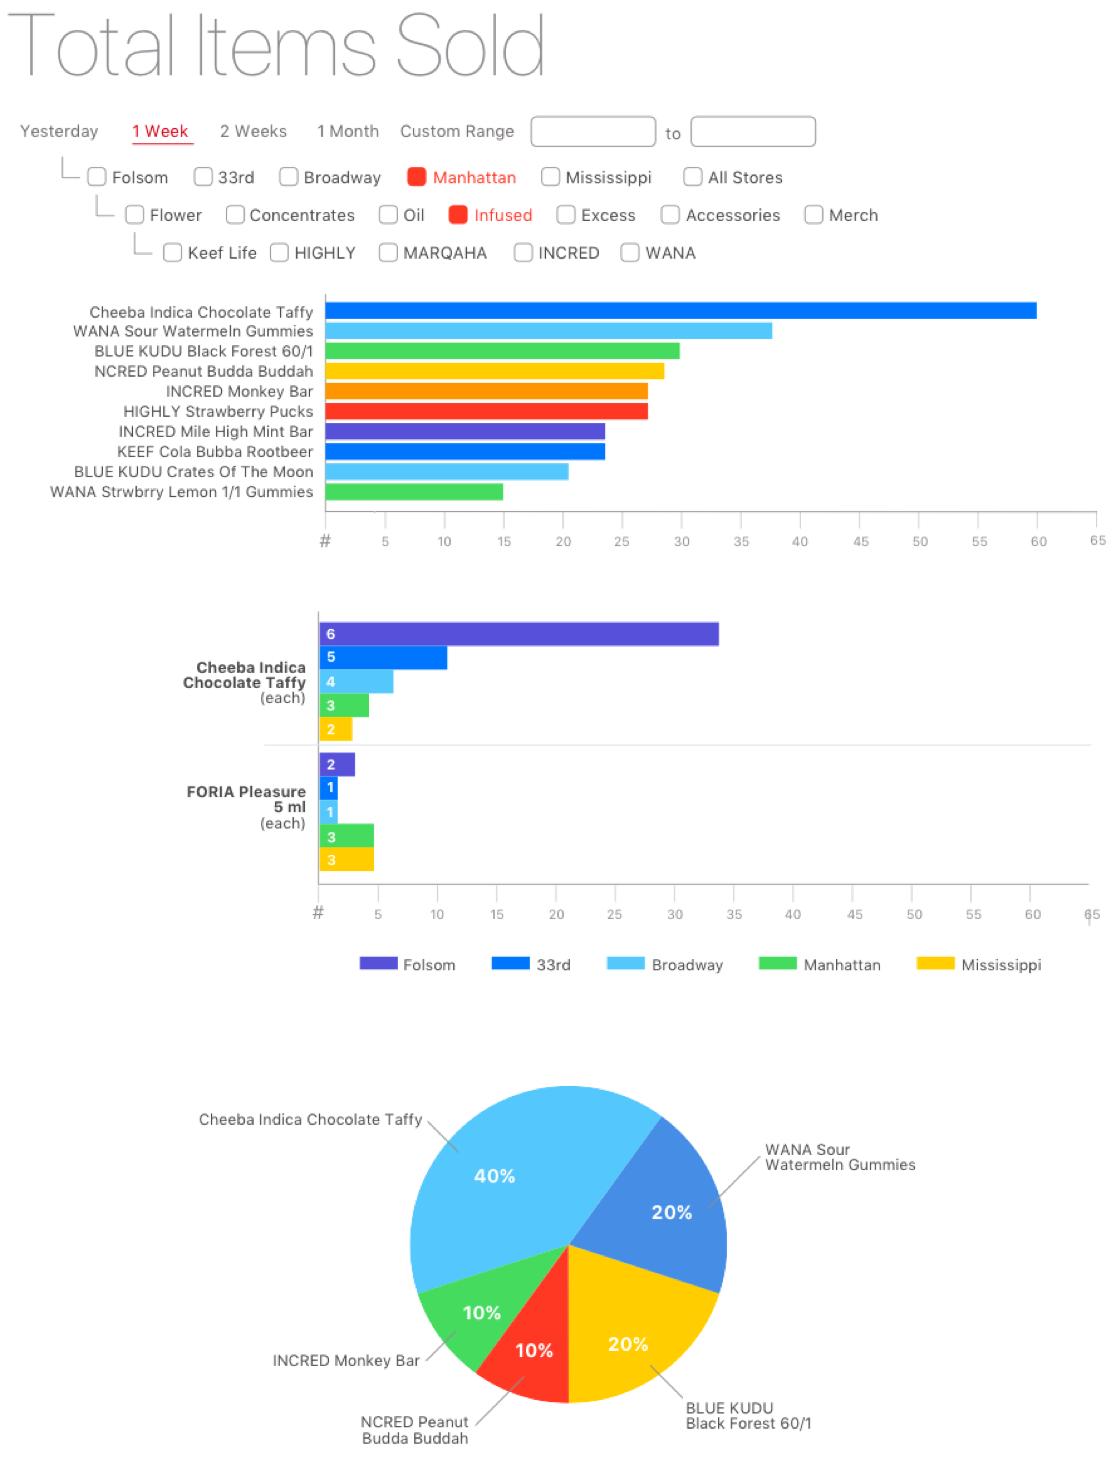 Total Items Sold
Yesterday 1 Week 2 Weeks 1 Month Custom Range to
Folsom 33rd Broadway Manhattan Mississippi All Stores
Flower Concentrates Oil Infused Excess Accessories Merch
Keef Life HIGHLY MARQAHA INCRED WANA
Cheeba Indica Chocolate Taffy
WANA Sour Watermeln Gummies
BLUE KUDU Black Forest 60/1
NCRED Peanut Budda Buddah
INCRED Monkey Bar
HIGHLY Strawberry Pucks
INCRED Mile High Mint Bar
KEEF Cola Bubba Rootbeer
BLUE KUDU Crates Of The Moon
WANA Strwbrry Lemon 1/1 Gummies
# 5 10 15 20 25 30 35 40 45 50 55 60 65
Cheeba Indica
Chocolate Taffy
(each)
6
5
4
3
2
FORIA Pleasure
5 ml
(each)
2
1
1
3
3
# 5 10 15 20 25 30 35 40 45 50 55 60 65
Folsom 33rd Broadway Manhattan Mississippi
Cheeba Indica Chocolate Taffy
40%
WANA Sour
Watermeln Gummies
20%
INCRED Monkey Bar
10%
NCRED Peanut
Budda Buddah
10%
BLUE KUDU
Black Forest 60/1
20%